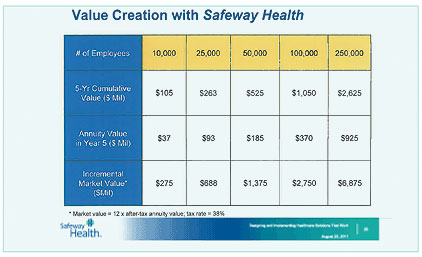 Value Creation with Safeway Health
# of Employees 10,000 25,000 50,000 100,000 250,000
5-Yr Cumulative
Value ($ Mil) $105 $263 $525 $1,050 $2,625
Annuity Value
in Year 5 ($ Mil) $37 $93 $185 $370 $925
Incremental
Market Value*
($Mil) $275 $688 $1,375 $2,750 $6,875
* Market value = 12 x after-tax annuity value; tax rate = 38%
Safeway
Health.
Designing and Implementing Healthcare Solutions That Work
August 25, 2011